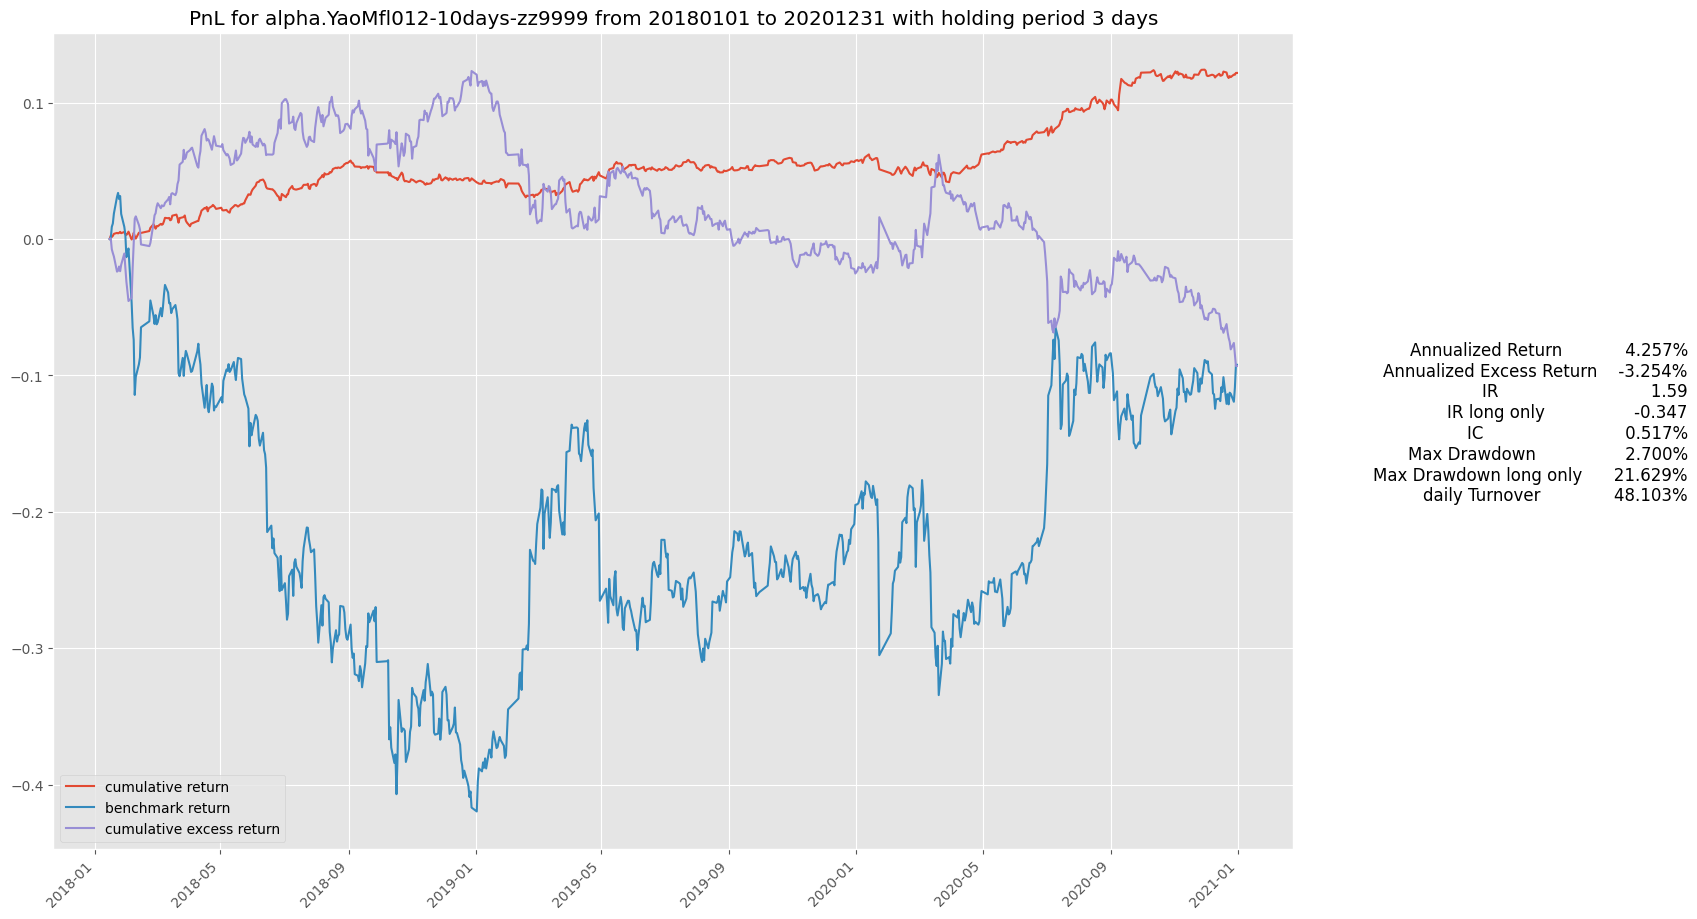 PnL for alpha.YaoMfl012-10days-zz9999 from 20180101 to 20201231 with holding period 3 days
0.1
0.0
−0.1
−0.2
−0.3
−0.4
cumulative return
benchmark return
cumulative excess return
2018-01
2018-05
2018-09
2019-01
2019-05
2019-09
2020-01
2020-05
2020-09
2021-01
Annualized Return 4.257%
Annualized Excess Return -3.254%
IR 1.59
IR long only -0.347
IC 0.517%
Max Drawdown 2.700%
Max Drawdown long only 21.629%
daily Turnover 48.103%